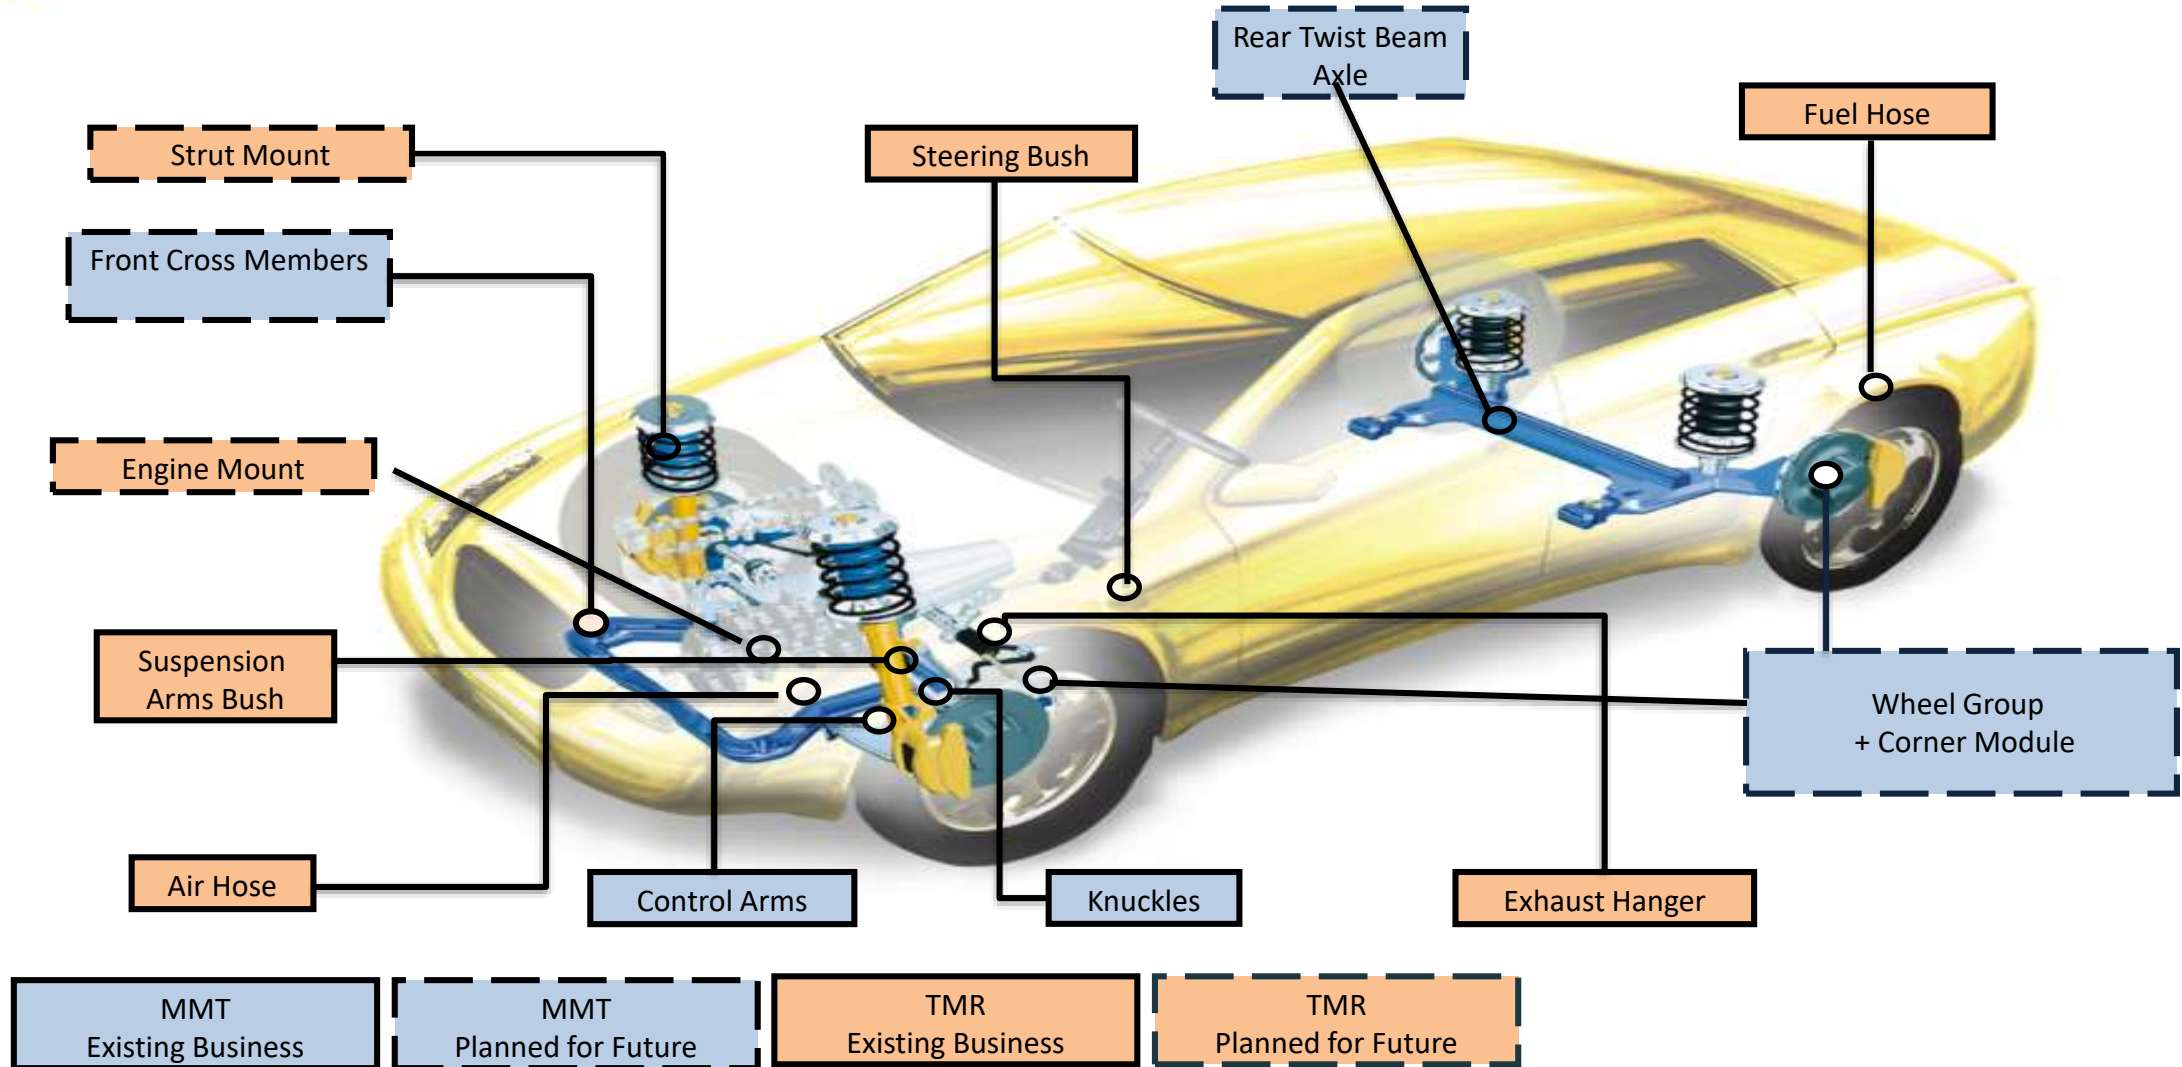 Rear Twist Beam
Axle
Fuel Hose
Strut Mount
Steering Bush
Front Cross Members
Engine Mount
Suspension
Arms Bush
Wheel Group
+ Corner Module
Air Hose
Control Arms
Knuckles
Exhaust Hanger
MMT
Existing Business
MMT
Planned for Future
TMR
Existing Business
TMR
Planned for Future